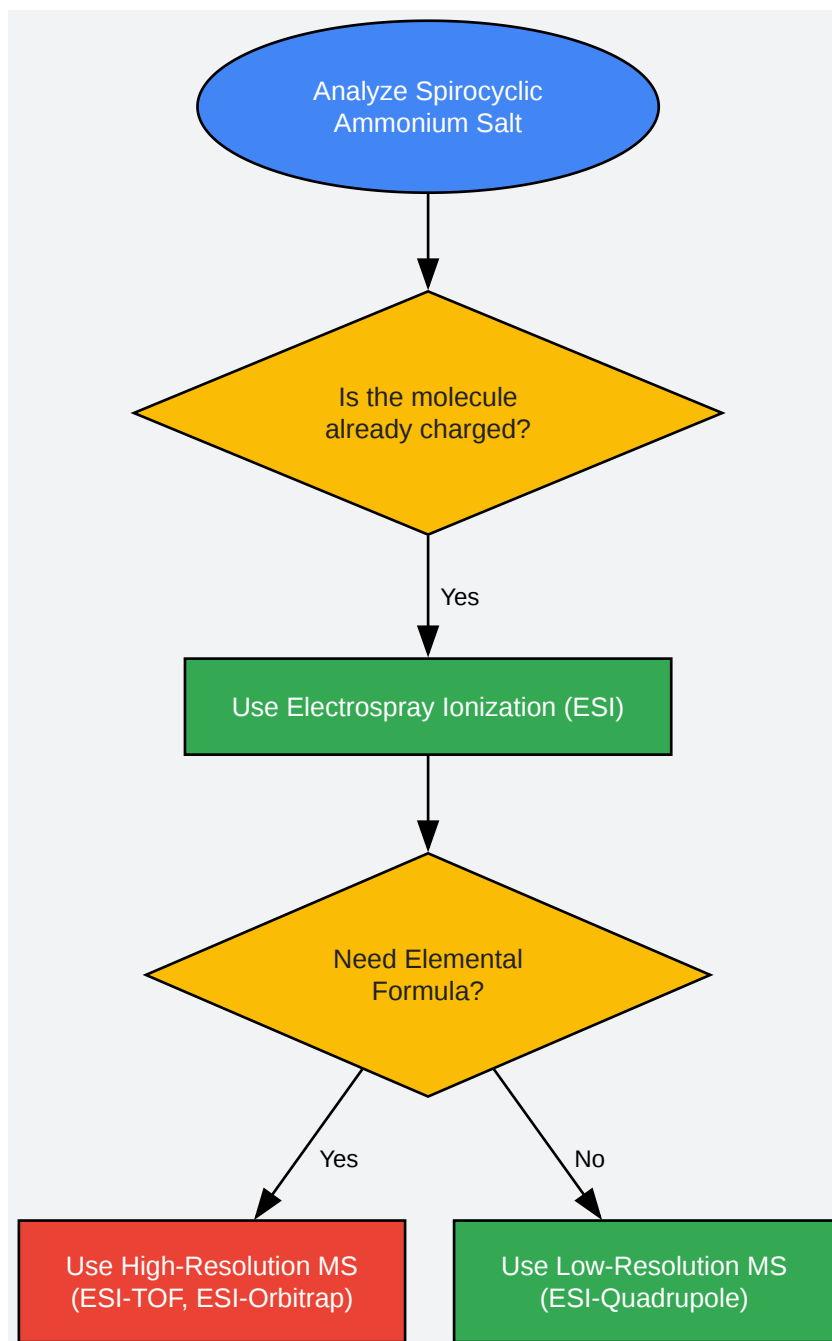 Analyze Spirocyclic
Ammonium Salt
Is the molecule
already charged?
Yes
Use Electrospray Ionization (ESI)
Need Elemental
Formula?
Yes
No
Use High-Resolution MS
(ESI-TOF, ESI-Orbitrap)
Use Low-Resolution MS
(ESI-Quadrupole)